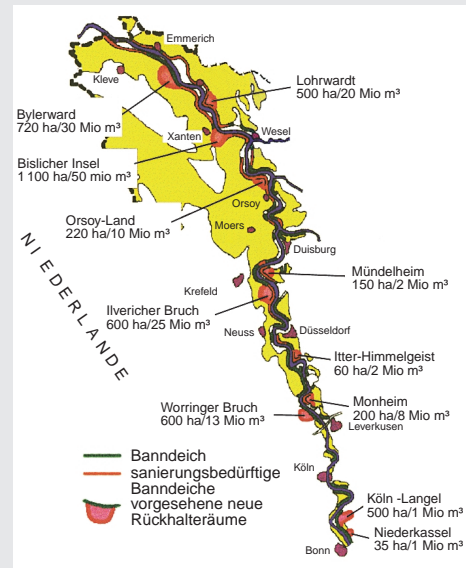 Emmerich
Kleve
Lohrwardt
500 ha/20 Mio m³
Bylerward
720 ha/30 Mio m³
Xanten
Wesel
Bislicher Insel
1 100 ha/50 mio m³
Orsoy
Orsoy-Land
220 ha/10 Mio m³
Moers
Duisburg
NIEDERLANDE
Mündelheim
150 ha/2 Mio m³
Krefeld
Ilvericher Bruch
600 ha/25 Mio m³
Neuss
Düsseldorf
Itter-Himmelgeist
60 ha/2 Mio m³
Monheim
200 ha/8 Mio m³
Worringer Bruch
600 ha/13 Mio m³
Leverkusen
Banndeich
sanierungsbedürftige
Banndeiche
vorgesehene neue
Rückhalteräume
Köln
Köln -Langel
500 ha/1 Mio m³
Niederkassel
35 ha/1 Mio m³
Bonn